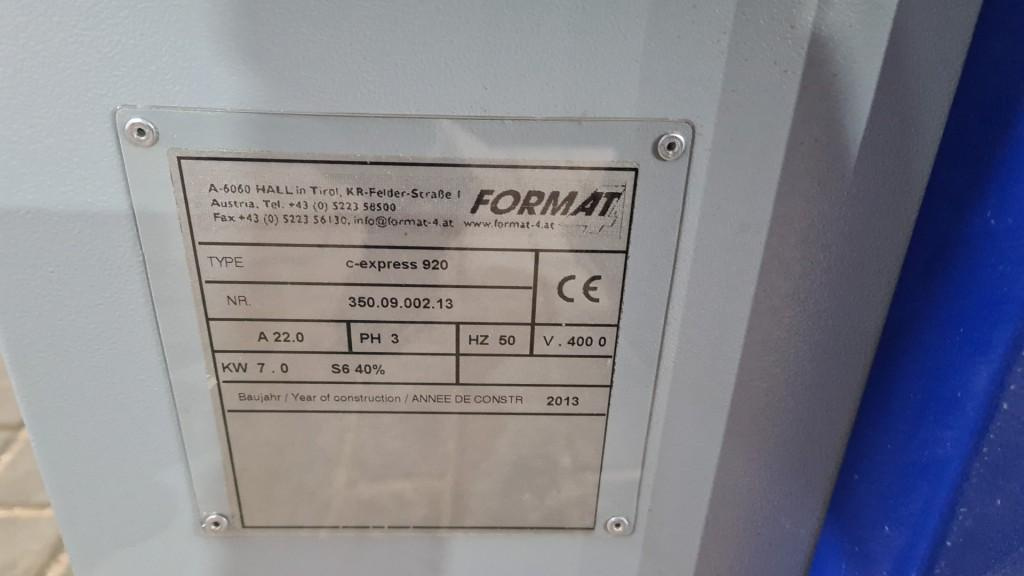 A-6060 HALL in Tirol, KR-Felder-Straße 1
Austria, Tel. +43 (0) 5223 58500
Fax +43 (0) 5223 56130, info@format-4.at www.format-4.at
FORMAT
TYPE c-express 920
CE
NR. 350.09.002.13
A 22.0 PH 3 HZ 50 V . 400 0
KW 7 . 0 S6 40%
Baujahr / Year of construction / ANNEE DE CONSTR 2013